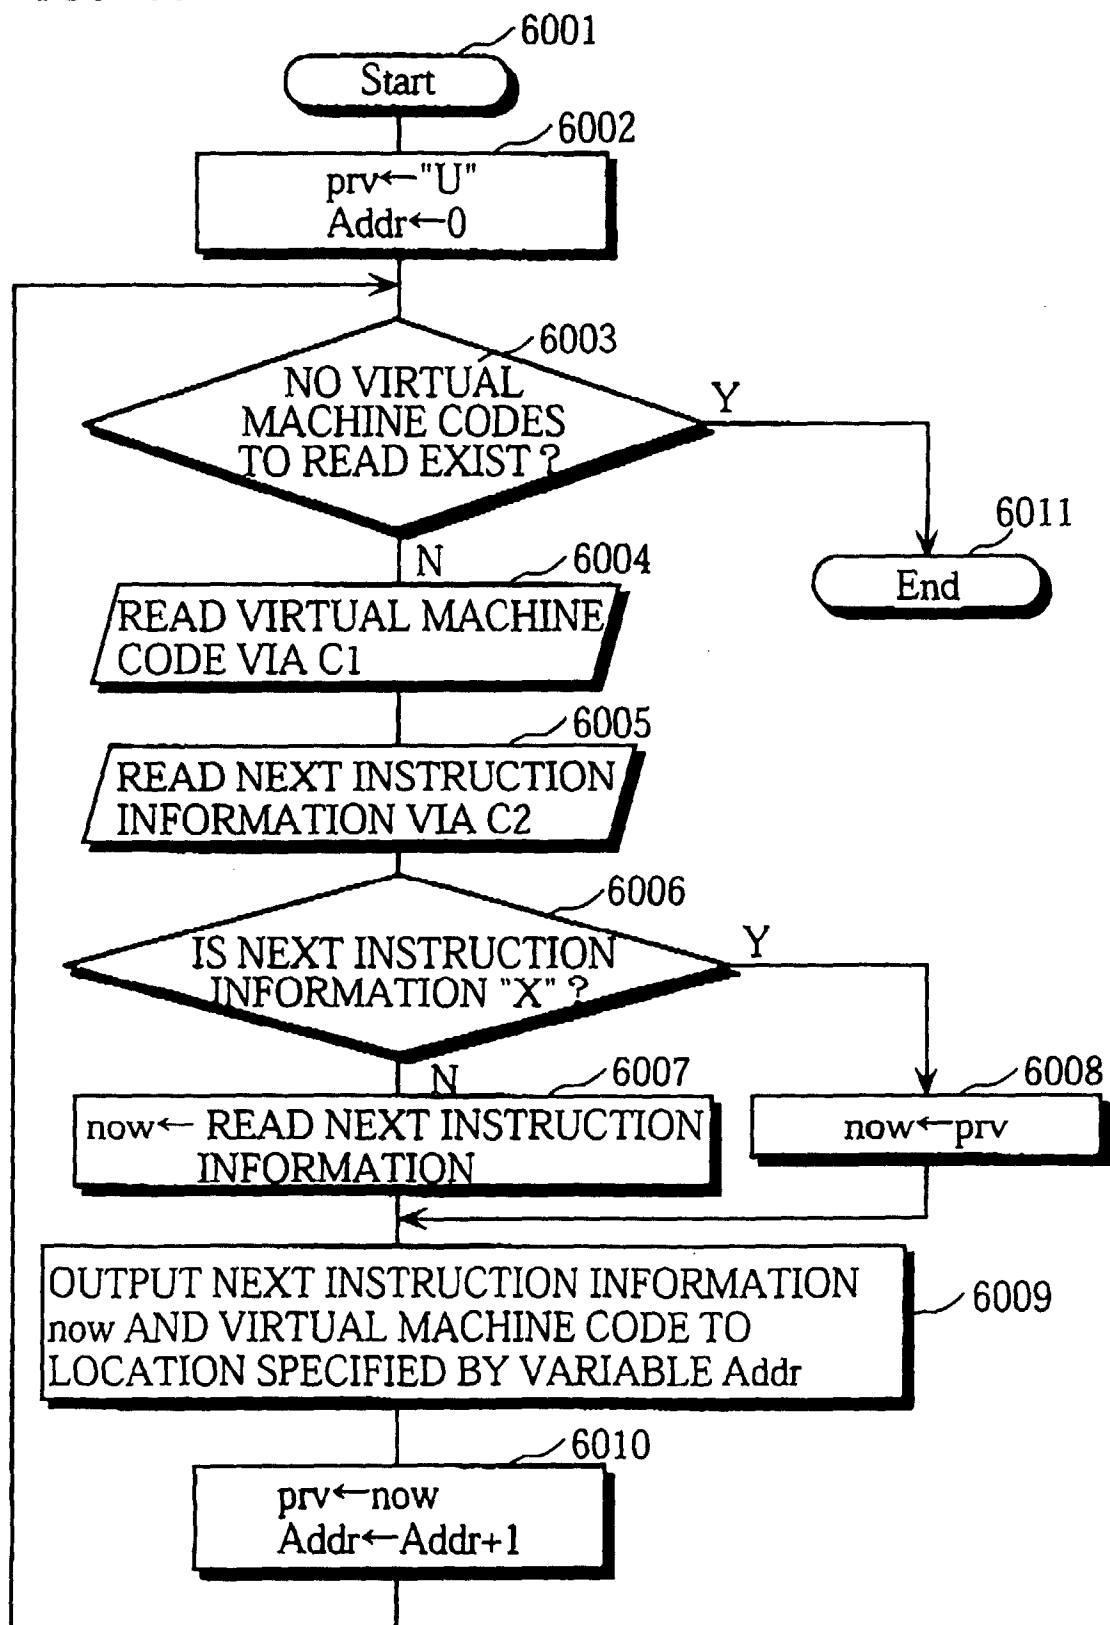 6001
Start
6002
prv←"U"
Addr←0
6003
NO VIRTUAL
MACHINE CODES
TO READ EXIST ?
Y
N
6011
End
6004
READ VIRTUAL MACHINE
CODE VIA C1
6005
READ NEXT INSTRUCTION
INFORMATION VIA C2
6006
IS NEXT INSTRUCTION
INFORMATION "X" ?
Y
N
6007
now← READ NEXT INSTRUCTION
INFORMATION
6008
now←prv
6009
OUTPUT NEXT INSTRUCTION INFORMATION
now AND VIRTUAL MACHINE CODE TO
LOCATION SPECIFIED BY VARIABLE Addr
6010
prv←now
Addr←Addr+1